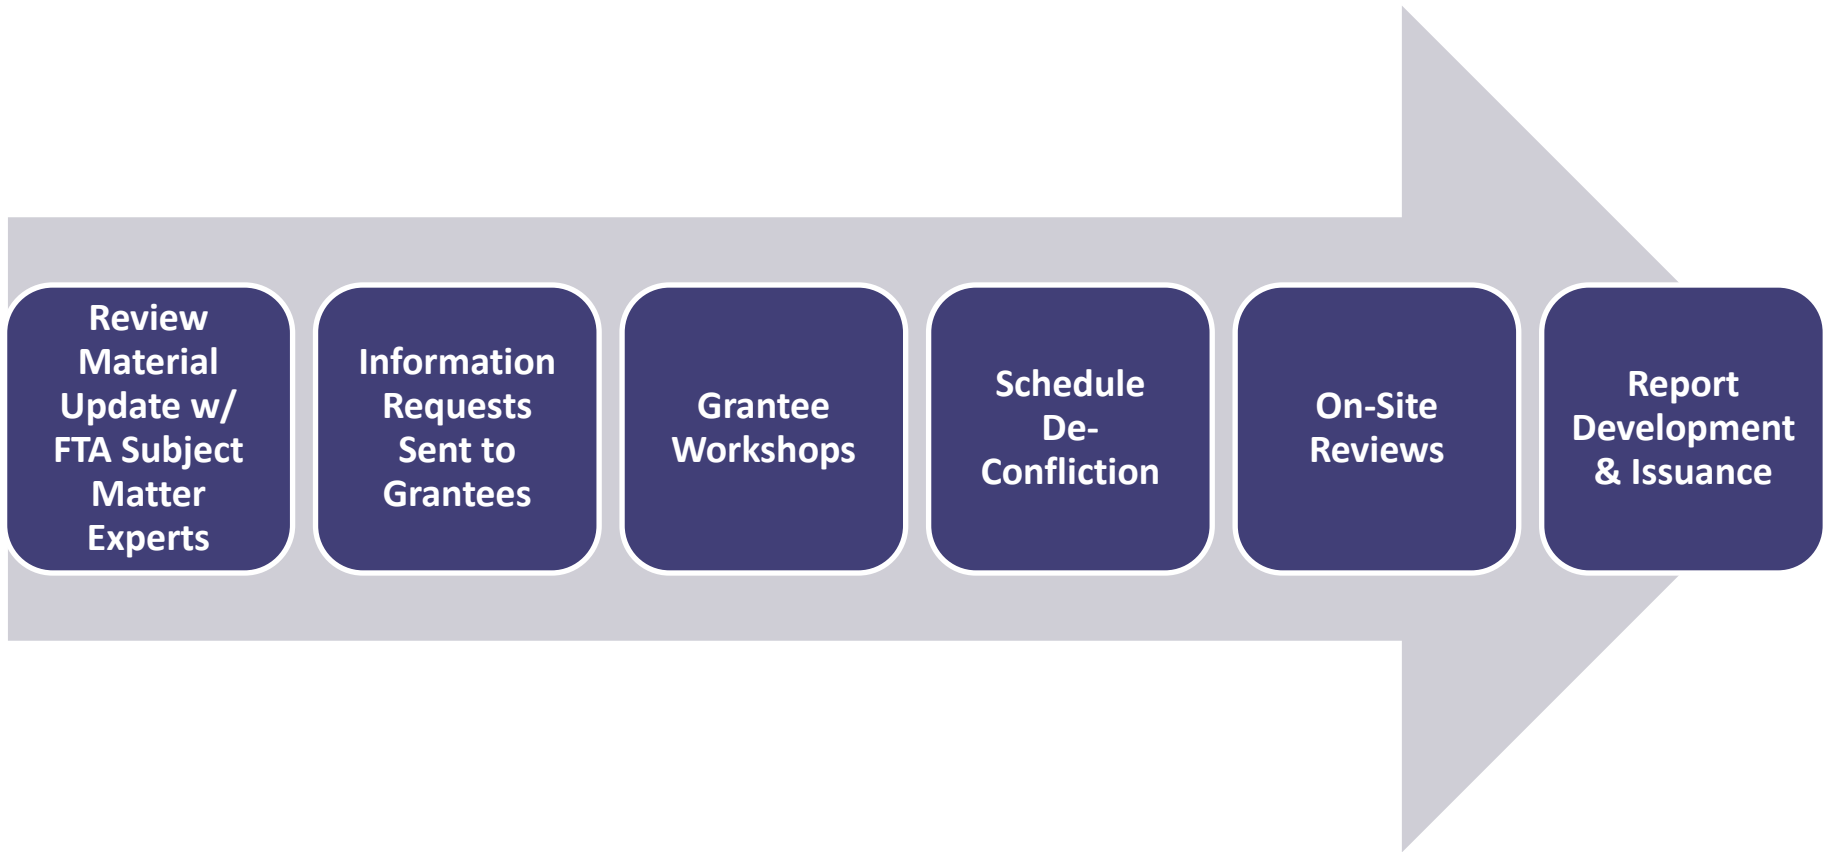 Review
Material
Update w/
FTA Subject
Matter
Experts
Information
Requests
Sent to
Grantees
Grantee
Workshops
Schedule
De-
Confliction
On-Site
Reviews
Report
Development
& Issuance